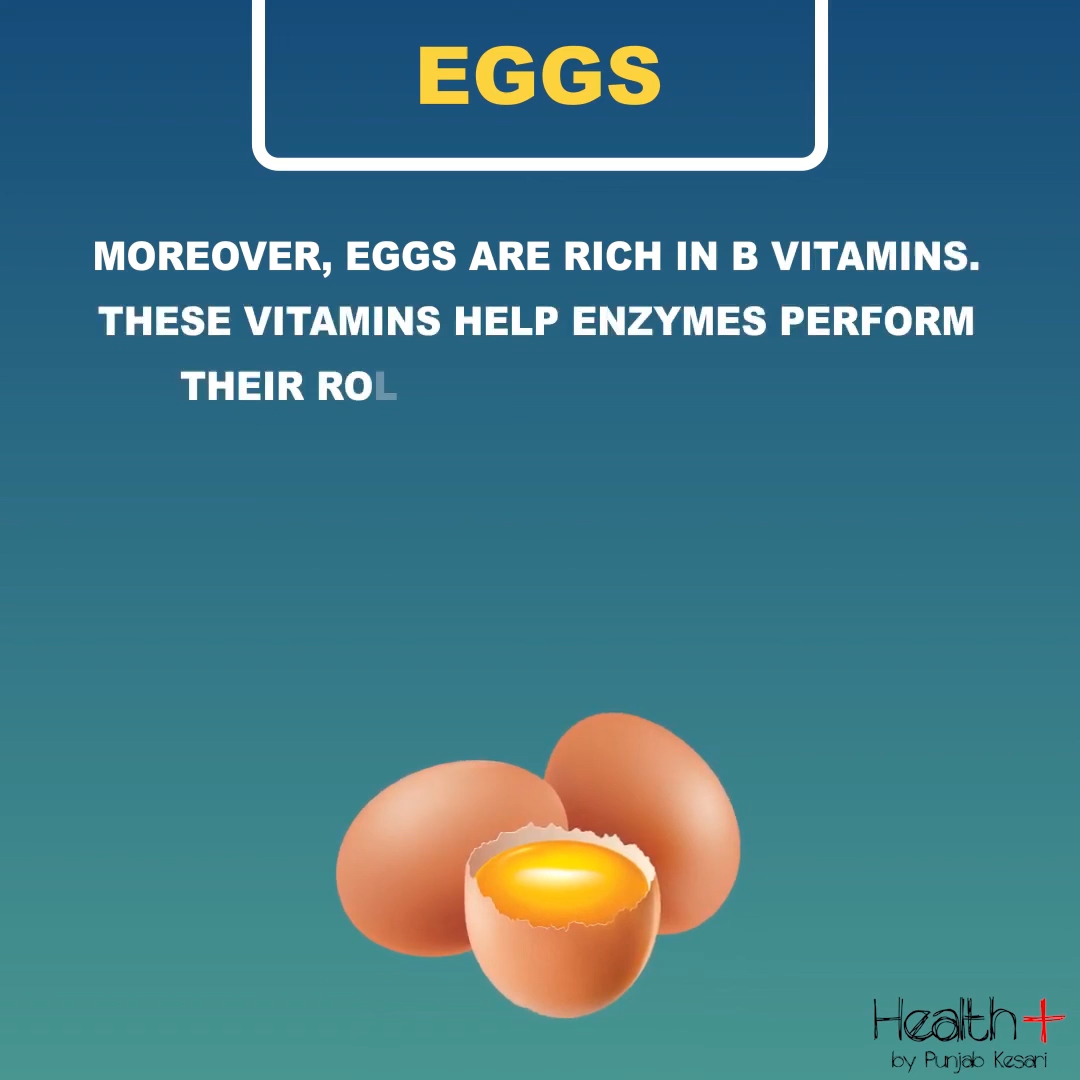 EGGS
MOREOVER, EGGS ARE RICH IN B VITAMINS.
THESE VITAMINS HELP ENZYMES PERFORM
THEIR ROL
Health+
by Punjab Kesari